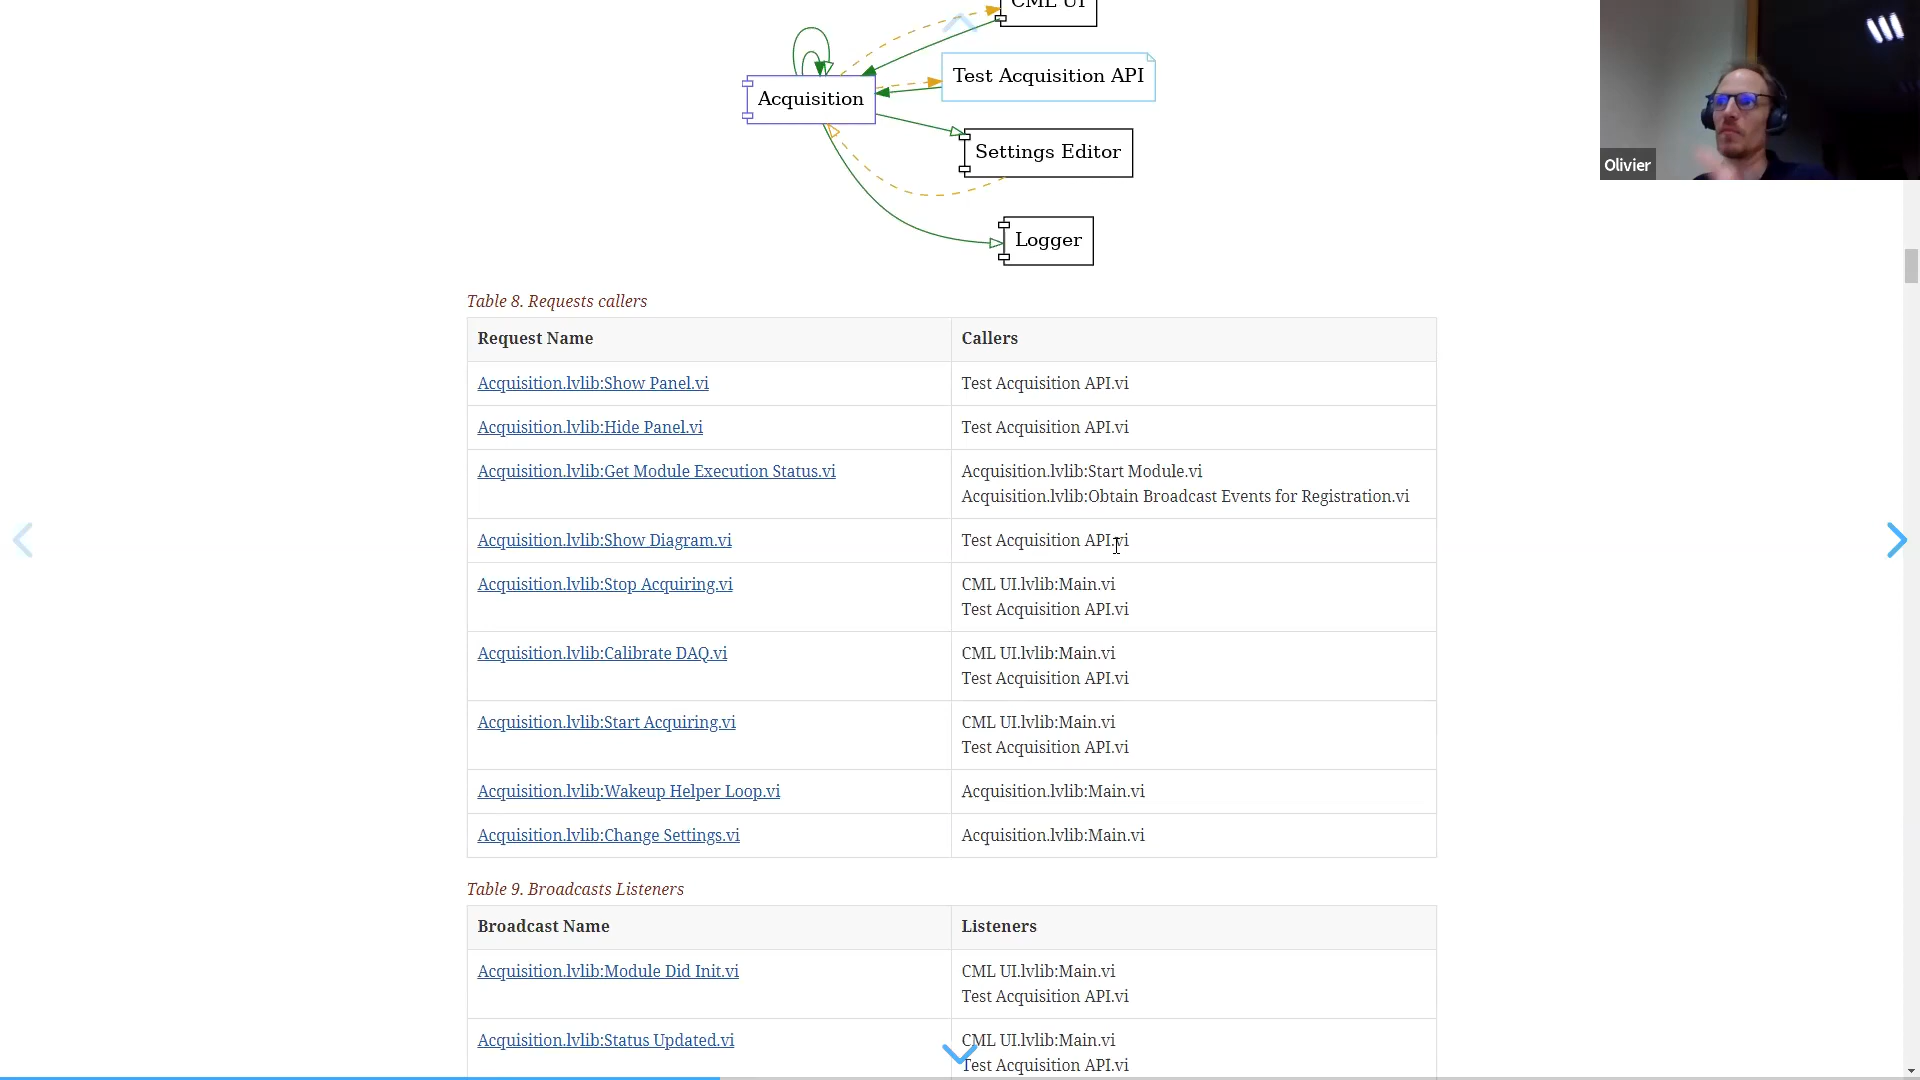 CML UI
Test Acquisition API
Acquisition
Settings Editor
Logger
Olivier
Table 8. Requests callers
Request Name Callers
Acquisition.lvlib:Show Panel.vi Test Acquisition API.vi
Acquisition.lvlib:Hide Panel.vi Test Acquisition API.vi
Acquisition.lvlib:Get Module Execution Status.vi Acquisition.lvlib:Start Module.vi
Acquisition.lvlib:Obtain Broadcast Events for Registration.vi
Acquisition.lvlib:Show Diagram.vi Test Acquisition API.vi
Acquisition.lvlib:Stop Acquiring.vi CML UI.lvlib:Main.vi
Test Acquisition API.vi
Acquisition.lvlib:Calibrate DAQ.vi CML UI.lvlib:Main.vi
Test Acquisition API.vi
Acquisition.lvlib:Start Acquiring.vi CML UI.lvlib:Main.vi
Test Acquisition API.vi
Acquisition.lvlib:Wakeup Helper Loop.vi Acquisition.lvlib:Main.vi
Acquisition.lvlib:Change Settings.vi Acquisition.lvlib:Main.vi
Table 9. Broadcasts Listeners
Broadcast Name Listeners
Acquisition.lvlib:Module Did Init.vi CML UI.lvlib:Main.vi
Test Acquisition API.vi
Acquisition.lvlib:Status Updated.vi CML UI.lvlib:Main.vi
Test Acquisition API.vi